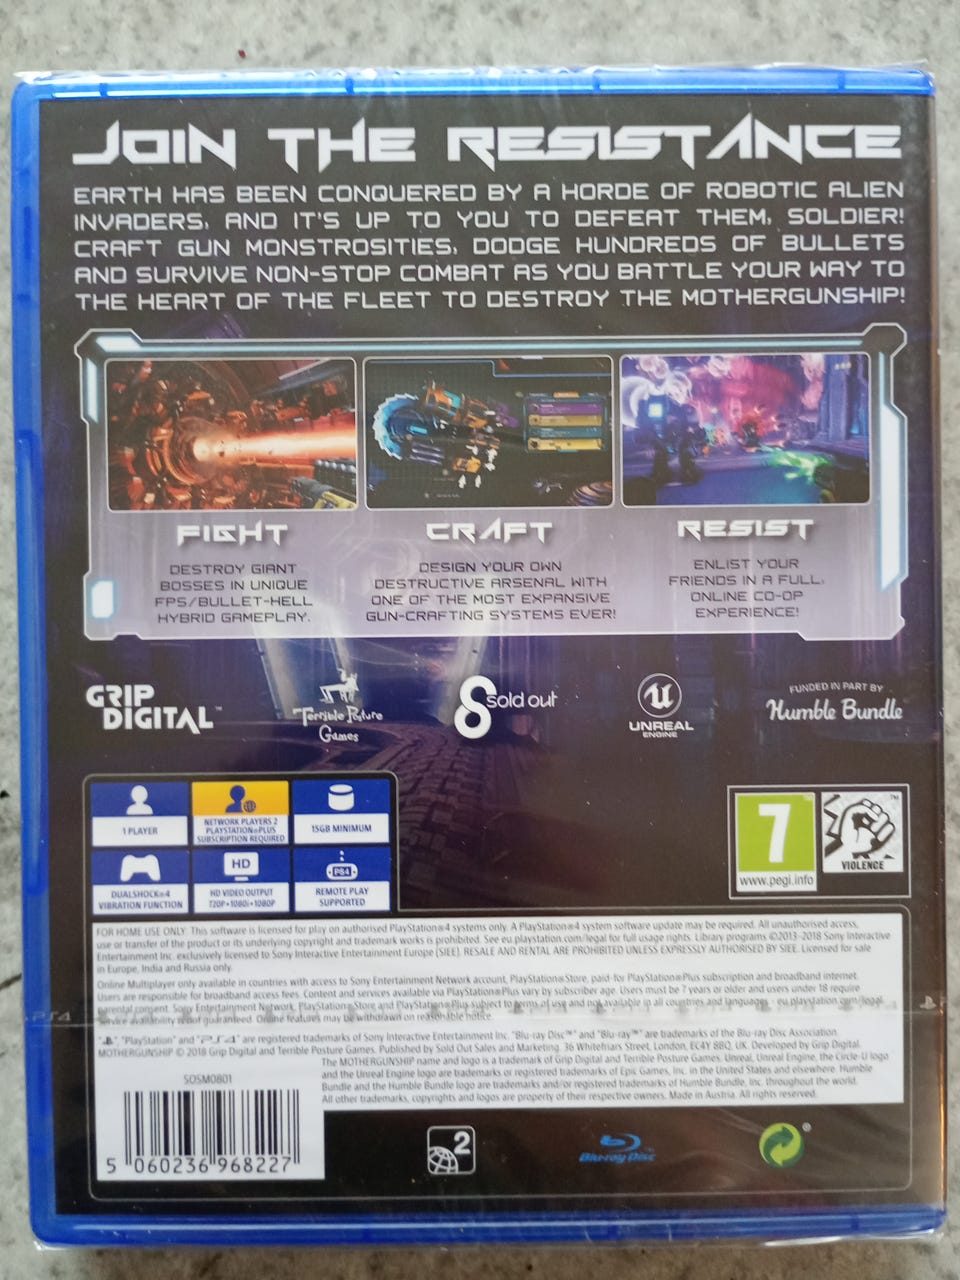 JOIN THE RESISTANCE
EARTH HAS BEEN CONQUERED BY A HORDE OF ROBOTIC ALIEN
INVADERS, AND IT'S UP TO YOU TO DEFEAT THEM, SOLDIER!
CRAFT GUN MONSTROSITIES, DODGE HUNDREDS OF BULLETS
AND SURVIVE NON-STOP COMBAT AS YOU BATTLE YOUR WAY TO
THE HEART OF THE FLEET TO DESTROY THE MOTHERGUNSHIP!
FIGHT
DESTROY GIANT
BOSSES IN UNIQUE
FPS/BULLET-HELL
HYBRID GAMEPLAY.
CRAFT
DESIGN YOUR OWN
DESTRUCTIVE ARSENAL WITH
ONE OF THE MOST EXPANSIVE
GUN-CRAFTING SYSTEMS EVER!
RESIST
ENLIST YOUR
FRIENDS IN A FULL,
ONLINE CO-OP
EXPERIENCE!
GRIP
DIGITAL™
Terrible Posture
Games
sold out
UNREAL
ENGINE
FUNDED IN PART BY
Humble Bundle
1 PLAYER
NETWORK PLAYERS 2
PLAYSTATION®PLUS
SUBSCRIPTION REQUIRED
15GB MINIMUM
DUALSHOCK®4
VIBRATION FUNCTION
HD
HD VIDEO OUTPUT
720P•1080i•1080P
PS4
REMOTE PLAY
SUPPORTED
7
www.pegi.info
VIOLENCE
™
FOR HOME USE ONLY: This software is licensed for play on authorised PlayStation®4 systems only. A PlayStation®4 system software update may be required. All unauthorised access,
use or transfer of the product or its underlying copyright and trademark works is prohibited. See eu.playstation.com/legal for full usage rights. Library programs ©2013-2018 Sony Interactive
Entertainment Inc. exclusively licensed to Sony Interactive Entertainment Europe (SIEE). RESALE AND RENTAL ARE PROHIBITED UNLESS EXPRESSLY AUTHORISED BY SIEE. Licensed for sale
in Europe, India and Russia only.
Online Multiplayer only available in countries with access to Sony Entertainment Network account, PlayStation®Store, paid-for PlayStation®Plus subscription and broadband internet.
Users are responsible for broadband access fees. Content and services available via PlayStation®Plus vary by subscriber age. Users must be 7 years or older and users under 18 require
parental consent. Sony Entertainment Network, PlayStation®Store and PlayStation®Plus subject to terms of use and not available in all countries and languages - eu.playstation.com/legal.
Service availability is not guaranteed. Online features may be withdrawn on reasonable notice.
PS4
"", "PlayStation" and "PS4" are registered trademarks of Sony Interactive Entertainment Inc. "Blu-ray Disc™" and "Blu-ray™" are trademarks of the Blu-ray Disc Association.
MOTHERGUNSHIP © 2018 Grip Digital and Terrible Posture Games. Published by Sold Out Sales and Marketing. 36 Whitefriars Street, London, EC4Y 8BQ, UK. Developed by Grip Digital.
The MOTHERGUNSHIP name and logo is a trademark of Grip Digital and Terrible Posture Games. Unreal, Unreal Engine, the Circle-U logo
and the Unreal Engine logo are trademarks or registered trademarks of Epic Games, Inc. in the United States and elsewhere. Humble
Bundle and the Humble Bundle logo are trademarks and/or registered trademarks of Humble Bundle, Inc. throughout the world.
All other trademarks, copyrights and logos are property of their respective owners. Made in Austria. All rights reserved.
SOSM0801
5 060236 968227
2
Blu-ray Disc
®